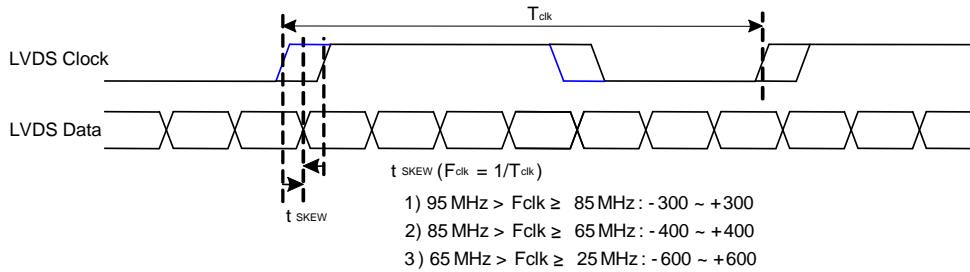 Tclk
LVDS Clock
LVDS Data
t SKEW (Fclk = 1/Tclk)
t SKEW
1) 95 MHz > Fclk ≥ 85 MHz : -300 ~ +300
2) 85 MHz > Fclk ≥ 65 MHz : -400 ~ +400
3) 65 MHz > Fclk ≥ 25 MHz : -600 ~ +600